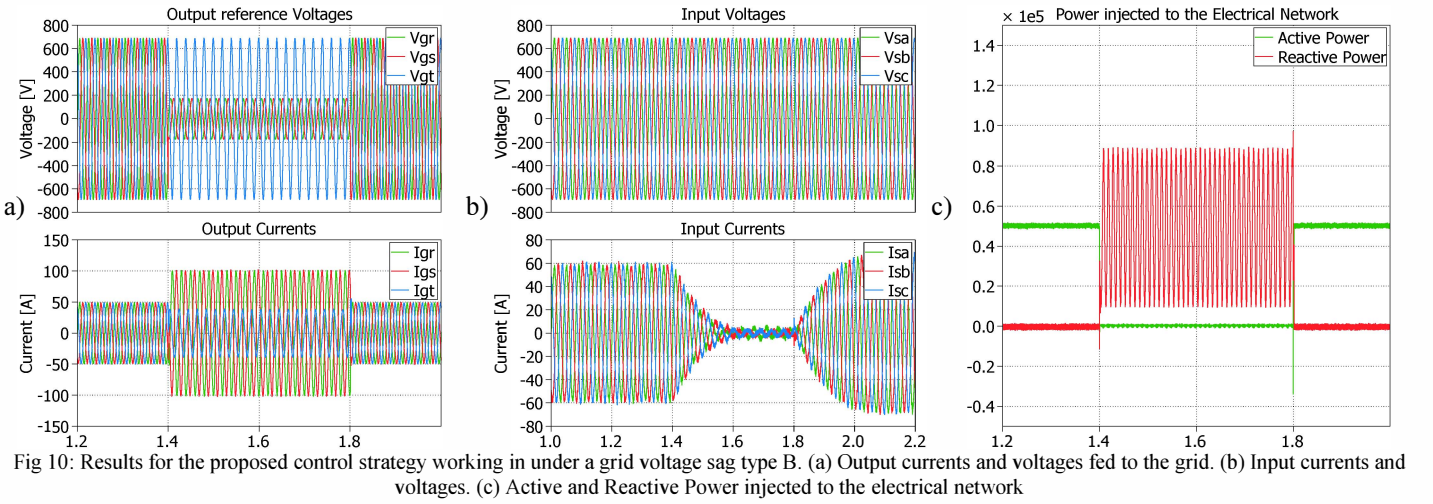 Output reference Voltages
800
600
400
200
0
-200
-400
-600
-800
Voltage [V]
Vgr
Vgs
Vgt
a)
Output Currents
150
100
50
0
-50
-100
-150
Current [A]
Igr
Igs
Igt
1.2
1.4
1.6
1.8
Input Voltages
800
600
400
200
0
-200
-400
-600
-800
Voltage [V]
Vsa
Vsb
Vsc
b)
Input Currents
80
60
40
20
0
-20
-40
-60
-80
Current [A]
Isa
Isb
Isc
1.0
1.2
1.4
1.6
1.8
2.0
2.2
× 1e5
Power injected to the Electrical Network
1.4
1.2
1.0
0.8
0.6
0.4
0.2
0.0
-0.2
-0.4
Active Power
Reactive Power
c)
1.2
1.4
1.6
1.8
Fig 10: Results for the proposed control strategy working in under a grid voltage sag type B. (a) Output currents and voltages fed to the grid. (b) Input currents and
voltages. (c) Active and Reactive Power injected to the electrical network